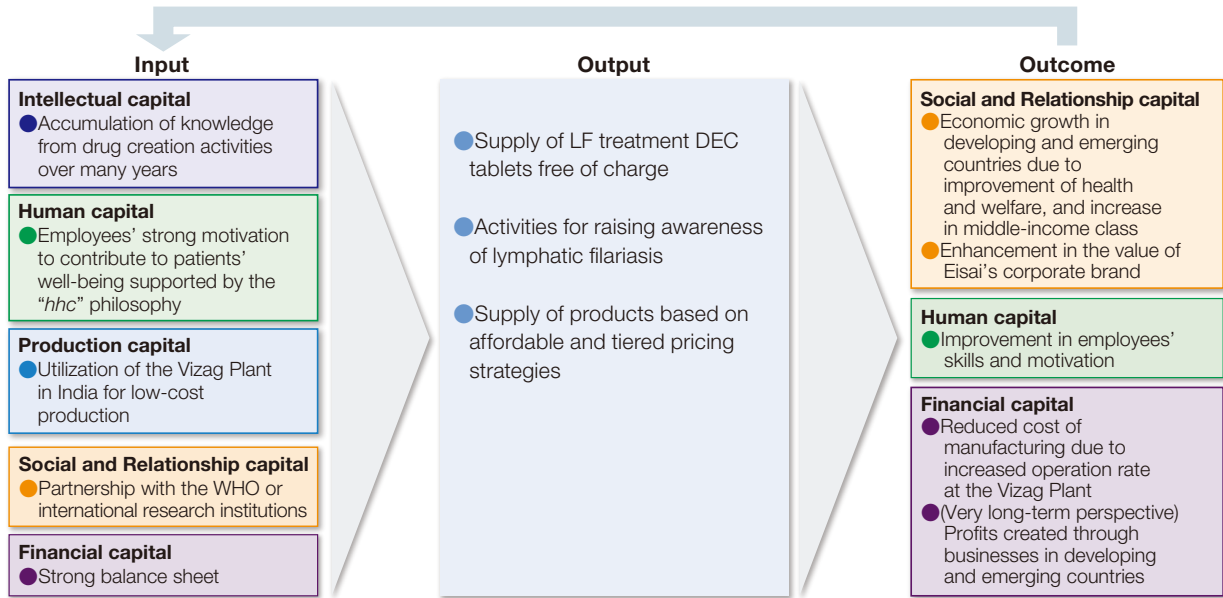 Input
Intellectual capital
●Accumulation of knowledge
from drug creation activities
over many years
Human capital
●Employees’ strong motivation
to contribute to patients’
well-being supported by the
“hhc” philosophy
Production capital
●Utilization of the Vizag Plant
in India for low-cost
production
Social and Relationship capital
●Partnership with the WHO or
international research institutions
Financial capital
●Strong balance sheet
Output
●Supply of LF treatment DEC
tablets free of charge
●Activities for raising awareness
of lymphatic filariasis
●Supply of products based on
affordable and tiered pricing
strategies
Outcome
Social and Relationship capital
●Economic growth in
developing and emerging
countries due to
improvement of health
and welfare, and increase
in middle-income class
●Enhancement in the value of
Eisai’s corporate brand
Human capital
●Improvement in employees’
skills and motivation
Financial capital
●Reduced cost of
manufacturing due to
increased operation rate
at the Vizag Plant
●(Very long-term perspective)
Profits created through
businesses in developing
and emerging countries